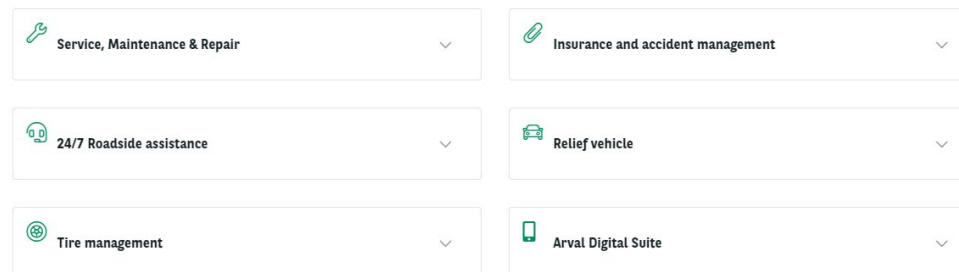 Service, Maintenance & Repair
Insurance and accident management
24/7 Roadside assistance
Relief vehicle
Tire management
Arval Digital Suite